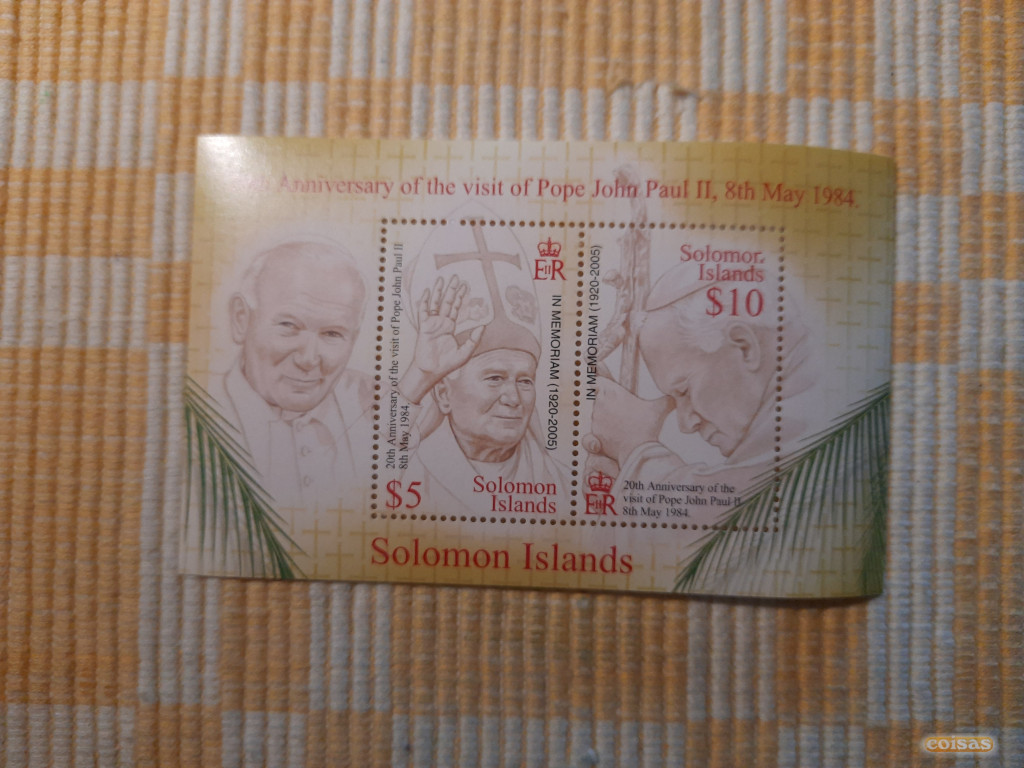 Anniversary of the visit of Pope John Paul II, 8th May 1984.
20th Anniversary of the visit of Pope John Paul II
8th May 1984.
EIIR
IN MEMORIAM (1920-2005)
$5
Solomon
Islands
IN MEMORIAM (1920-2005)
Solomon
Islands
$10
EIIR
20th Anniversary of the
visit of Pope John Paul II
8th May 1984.
Solomon Islands
coisas